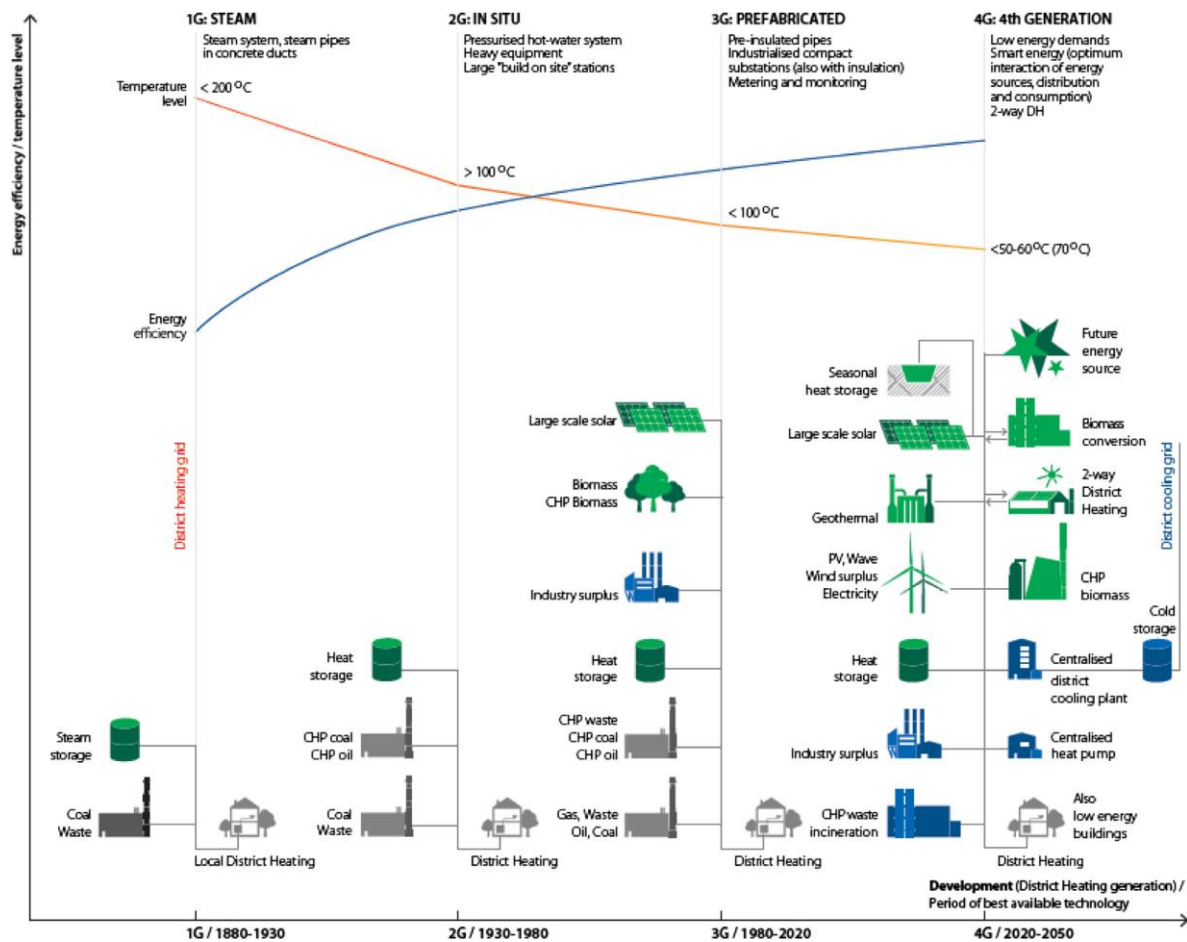 1G: STEAM
Steam system, steam pipes
in concrete ducts
2G: IN SITU
Pressurised hot-water system
Heavy equipment
Large "build on site" stations
3G: PREFABRICATED
Pre-insulated pipes
Industrialised compact
substations (also with insulation)
Metering and monitoring
4G: 4th GENERATION
Low energy demands
Smart energy (optimum
interaction of energy
sources, distribution
and consumption)
2-way DH
Energy efficiency / temperature level
Temperature
level
< 200 °C
> 100 °C
< 100 °C
<50-60°C (70°C)
Energy
efficiency
District heating grid
Steam
storage
Coal
Waste
Local District Heating
Heat
storage
CHP coal
CHP oil
Coal
Waste
District Heating
Large scale solar
Biomass
CHP Biomass
Industry surplus
Heat
storage
CHP waste
CHP coal
CHP oil
Gas, Waste
Oil, Coal
District Heating
Seasonal
heat storage
Large scale solar
Geothermal
PV, Wave
Wind surplus
Electricity
Heat
storage
Industry surplus
CHP waste
incineration
Future
energy
source
Biomass
conversion
2-way
District
Heating
CHP
biomass
Centralised
district
cooling plant
Centralised
heat pump
Also
low energy
buildings
District Heating
Cold
storage
District cooling grid
Development (District Heating generation) /
Period of best available technology
1G / 1880-1930
2G / 1930-1980
3G / 1980-2020
4G / 2020-2050